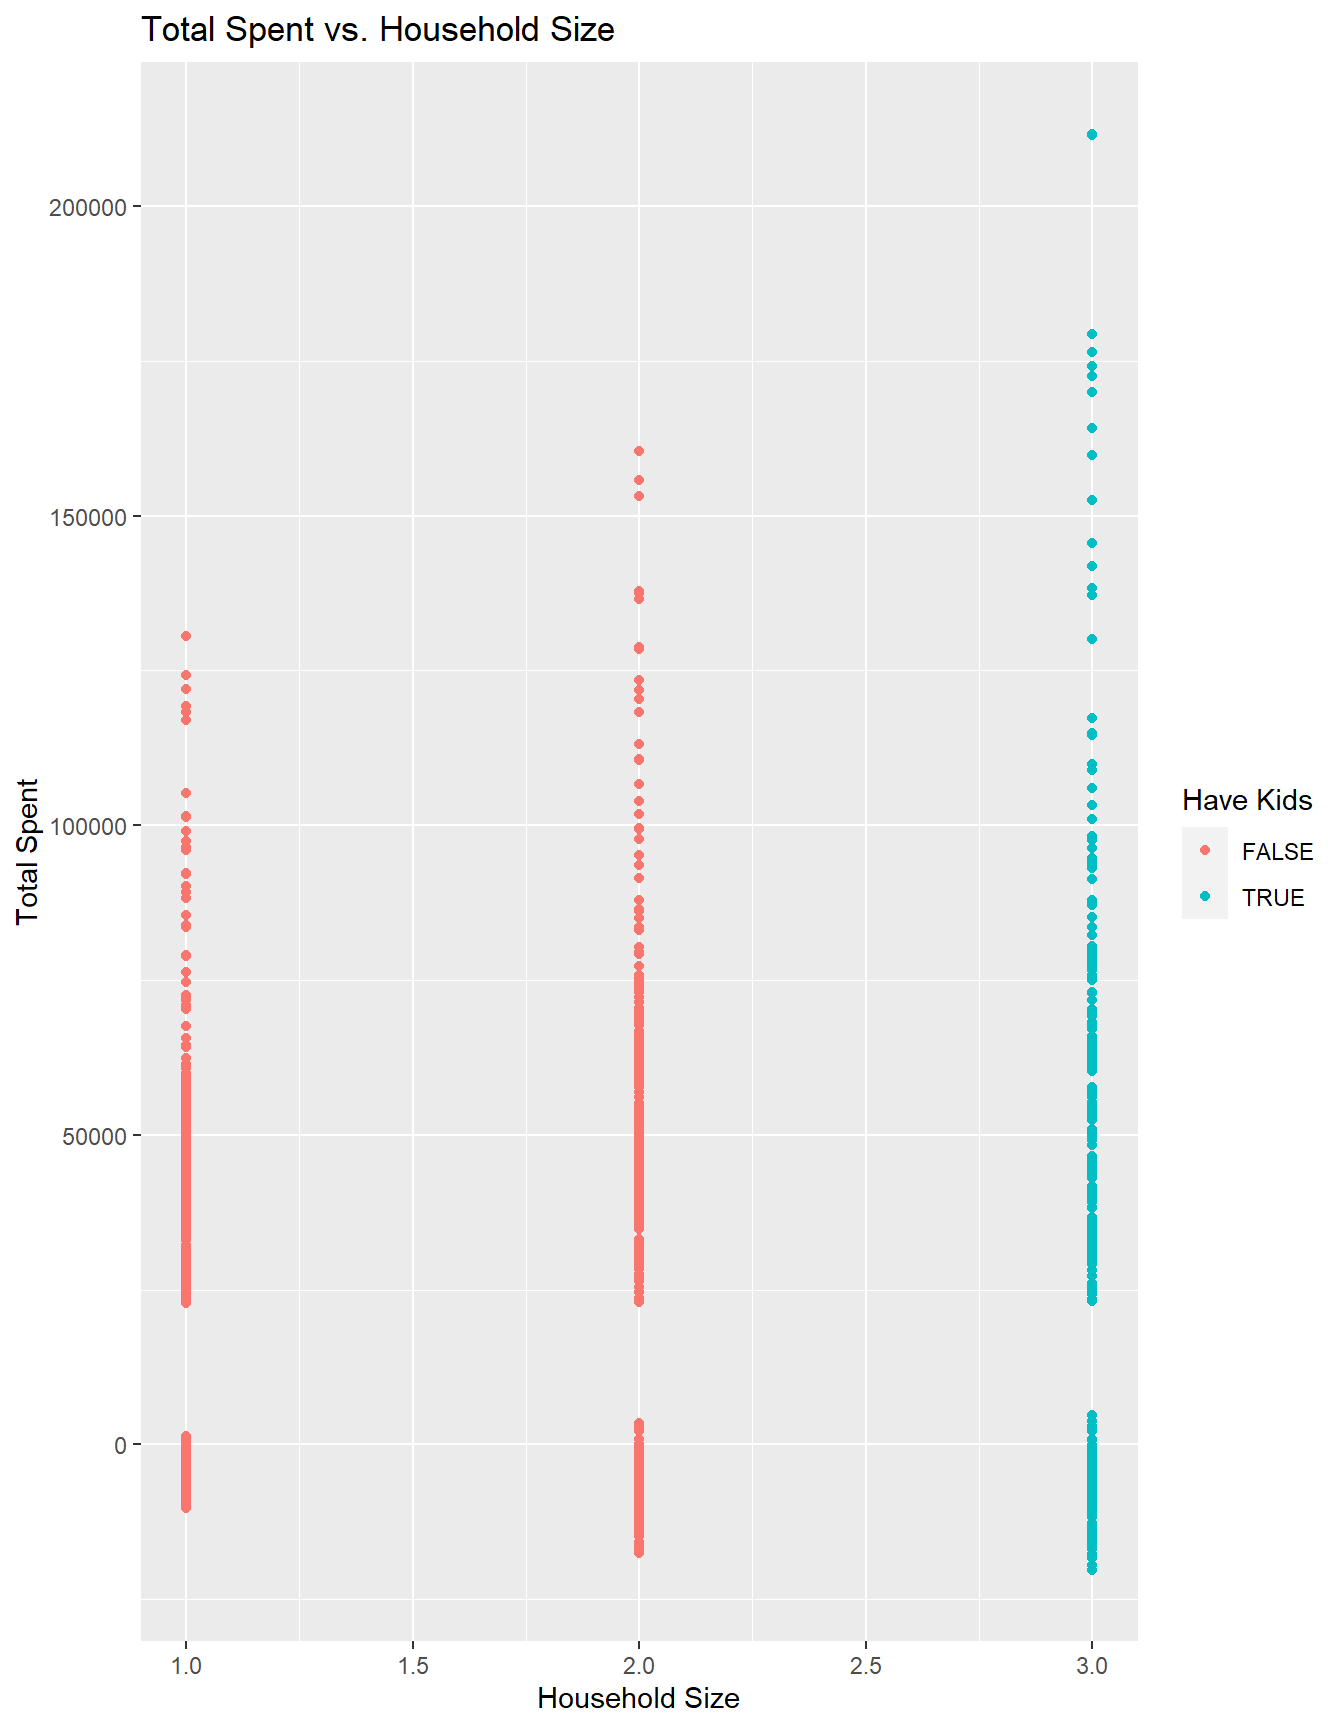 Total Spent vs. Household Size
200000
150000
100000
50000
0
Total Spent
1.0 1.5 2.0 2.5 3.0
Household Size
Have Kids
FALSE
TRUE